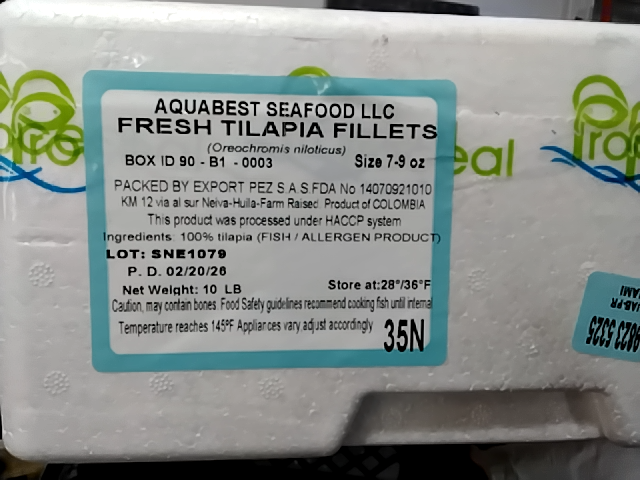 AQUABEST SEAFOOD LLC
FRESH TILAPIA FILLETS
(Oreochromis niloticus)
BOX ID 90 - B1 - 0003 Size 7-9 oz
PACKED BY EXPORT PEZ S A S.FDA No 14070921010
KM 12 via al sur Neiva-Huila-Farm Raised Product of COLOMBIA
This product was processed under HACCP system
Ingredients: 100% tilapia (FISH / ALLERGEN PRODUCT)
LOT: SNE1079
P. D. 02/20/26
Net Weight: 10 LB Store at:28°/36°F
Caution, may contain bones. Food Safety guidelines recommend cooking fish until internal
Temperature reaches 145ºF Appliances vary, adjust accordingly
35N
eal
9823 5325